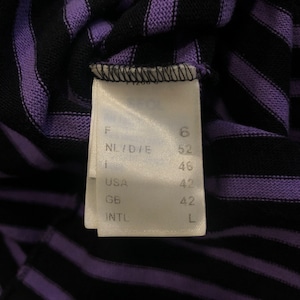 F 6
NL/D/E 52
I 46
USA 42
GB 42
INTL L